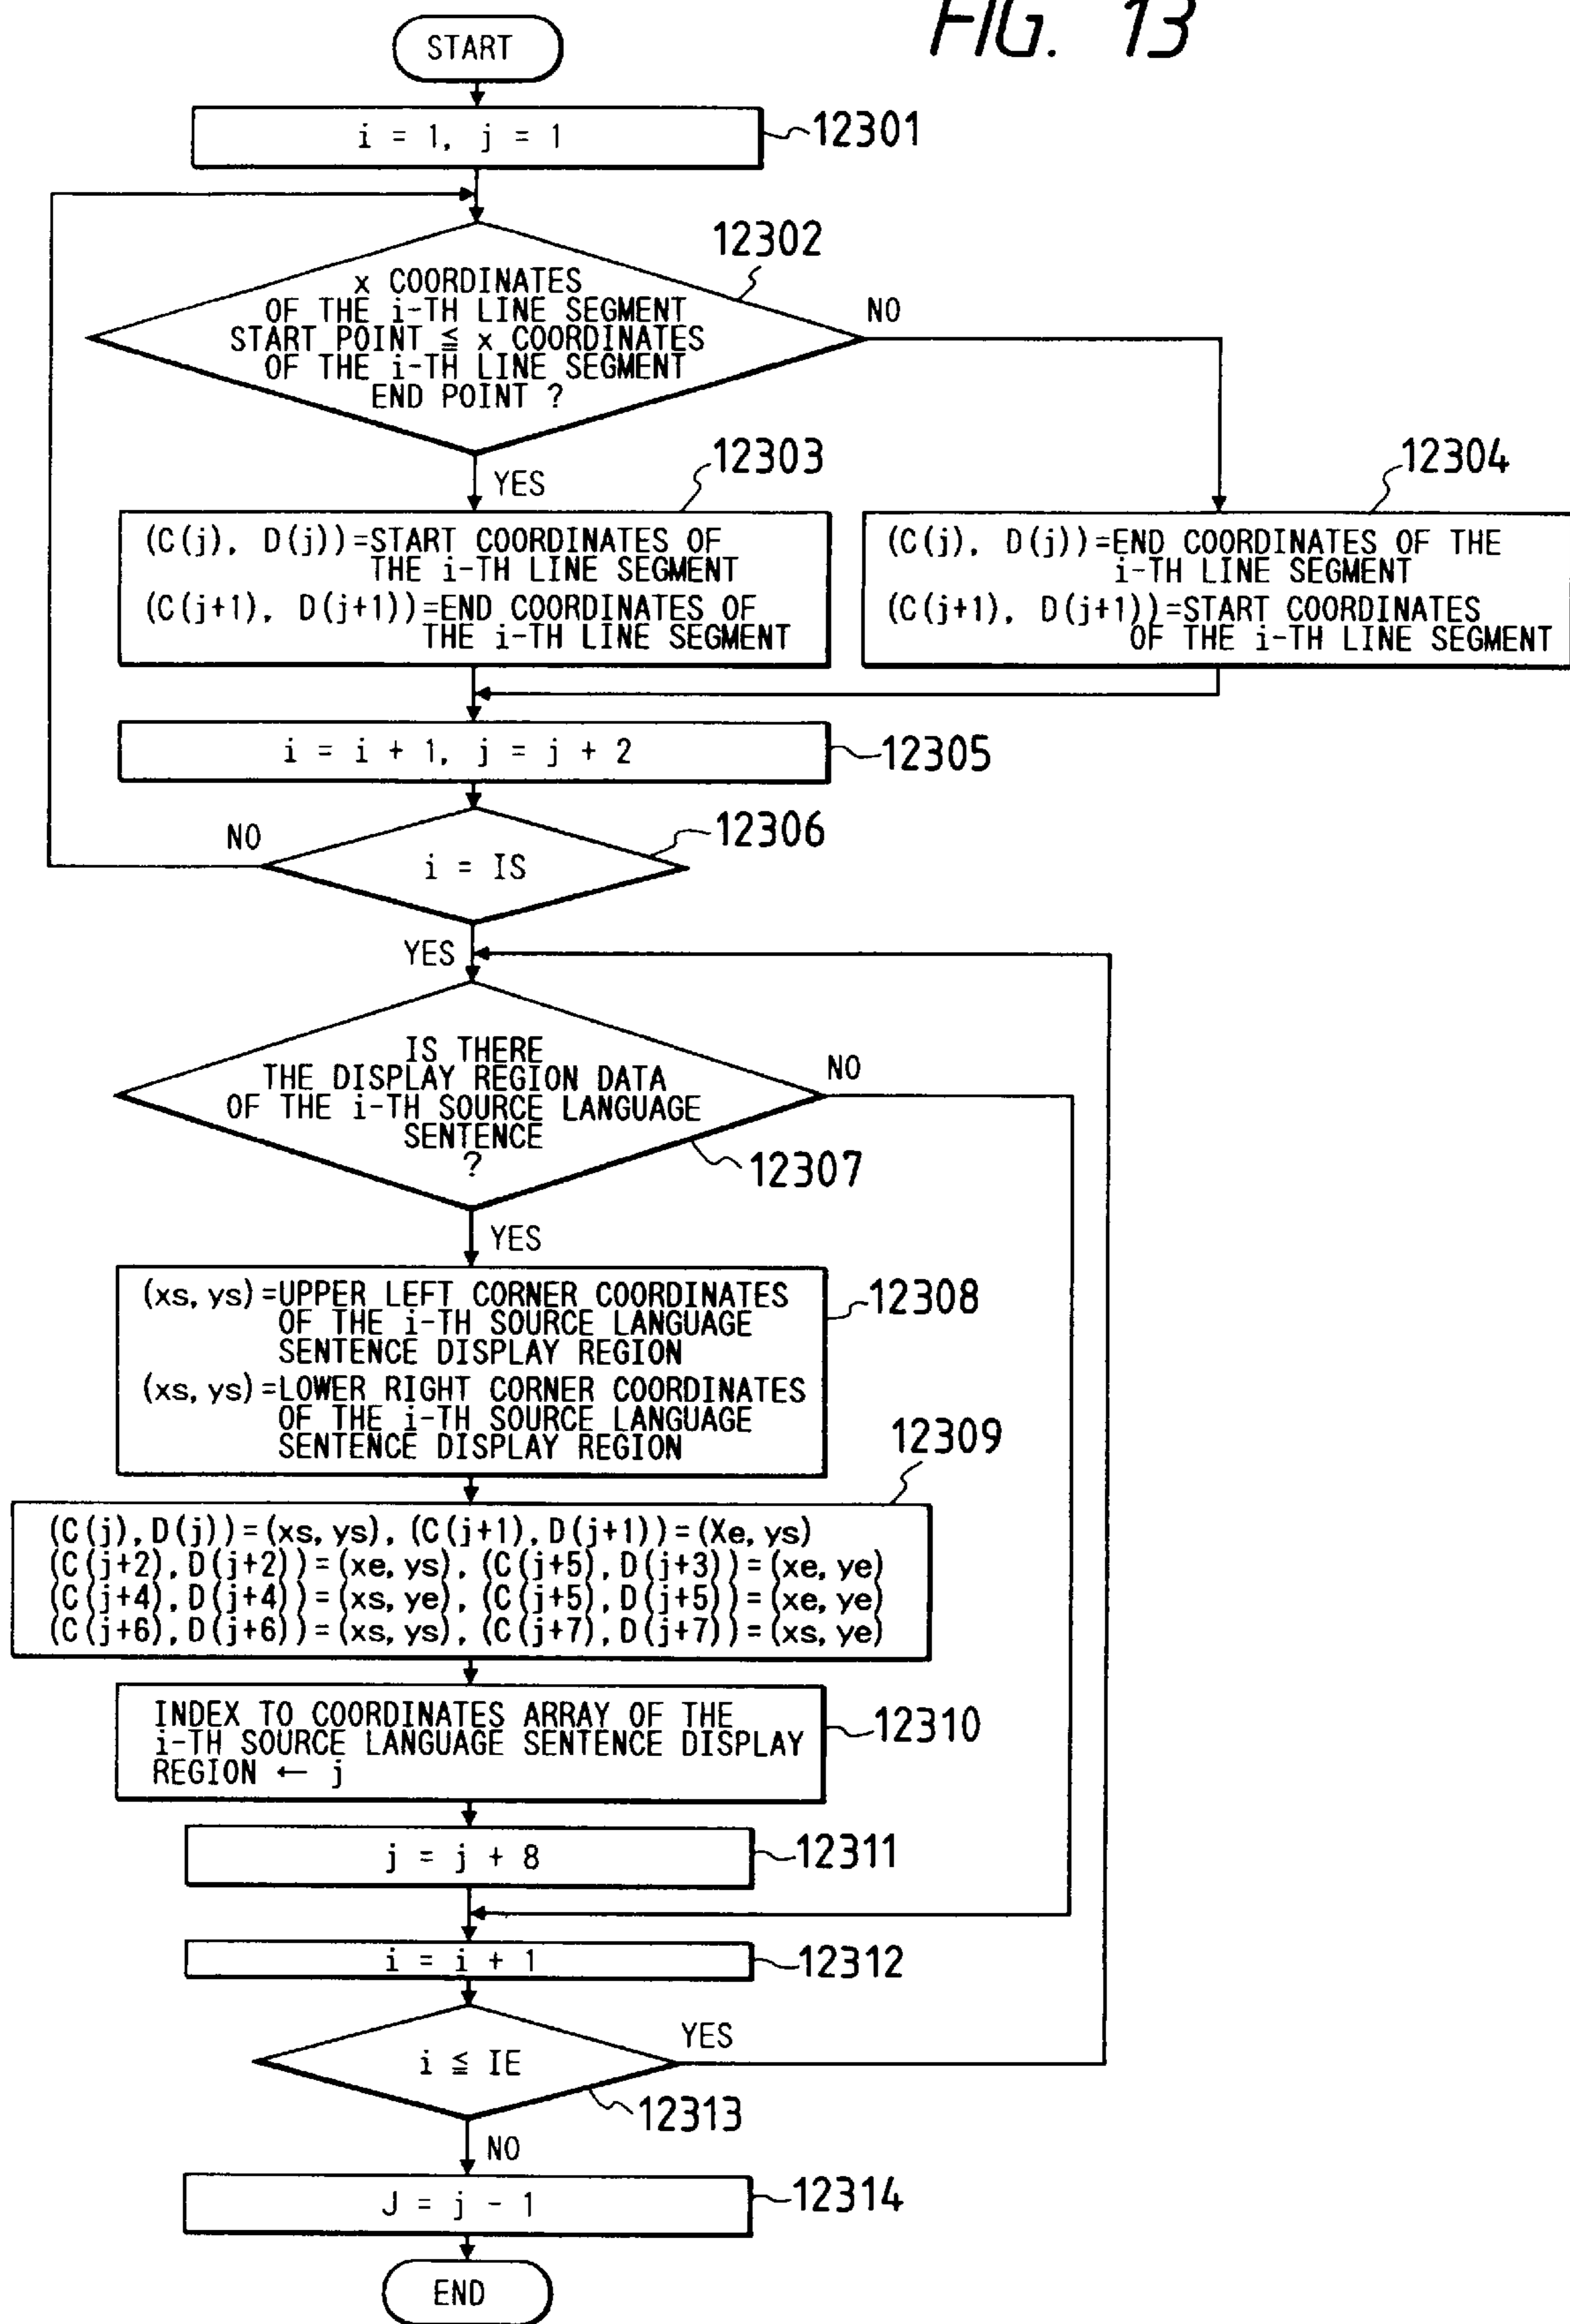 FIG. 13
START
i = 1, j = 1
12301
12302
x COORDINATES
OF THE i-TH LINE SEGMENT
START POINT ≦ x COORDINATES
OF THE i-TH LINE SEGMENT
END POINT ?
NO
YES
12303
12304
(C(j), D(j))=START COORDINATES OF
THE i-TH LINE SEGMENT
(C(j+1), D(j+1))=END COORDINATES OF
THE i-TH LINE SEGMENT
(C(j), D(j))=END COORDINATES OF THE
i-TH LINE SEGMENT
(C(j+1), D(j+1))=START COORDINATES
OF THE i-TH LINE SEGMENT
i = i + 1, j = j + 2
12305
12306
NO
i = IS
YES
IS THERE
THE DISPLAY REGION DATA
OF THE i-TH SOURCE LANGUAGE
SENTENCE
?
NO
12307
YES
(xs, ys)=UPPER LEFT CORNER COORDINATES
OF THE i-TH SOURCE LANGUAGE
SENTENCE DISPLAY REGION
(xs, ys)=LOWER RIGHT CORNER COORDINATES
OF THE i-TH SOURCE LANGUAGE
SENTENCE DISPLAY REGION
12308
12309
(C(j), D(j))=(xs, ys), (C(j+1), D(j+1))=(Xe, ys)
(C(j+2), D(j+2))=(xe, ys), (C(j+5), D(j+3))=(xe, ye)
(C(j+4), D(j+4))=(xs, ye), (C(j+5), D(j+5))=(xe, ye)
(C(j+6), D(j+6))=(xs, ys), (C(j+7), D(j+7))=(xs, ye)
INDEX TO COORDINATES ARRAY OF THE
i-TH SOURCE LANGUAGE SENTENCE DISPLAY
REGION ← j
12310
j = j + 8
12311
i = i + 1
12312
i ≦ IE
YES
12313
NO
J = j - 1
12314
END